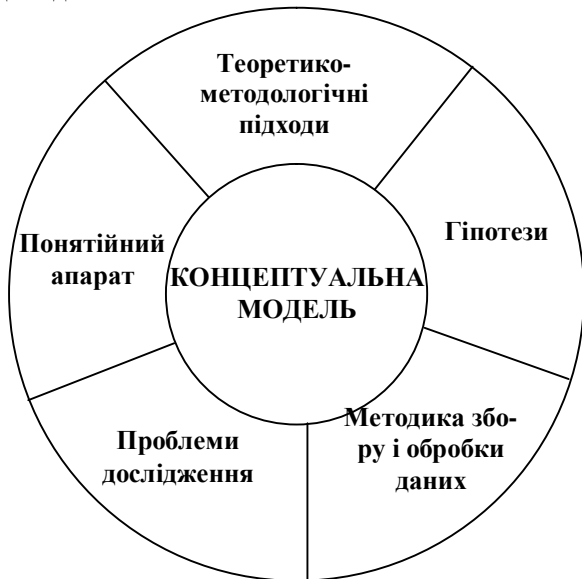 Теоретико-
методологічні
підходи
Гіпотези
Понятійний
апарат
КОНЦЕПТУАЛЬНА
МОДЕЛЬ
Методика збо-
ру і обробки
даних
Проблеми
дослідження